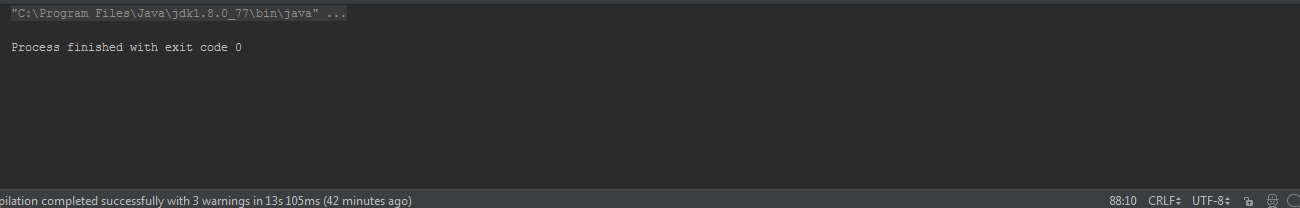 "C:\Program Files\Java\jdk1.8.0_77\bin\java" ...
Process finished with exit code 0
pilation completed successfully with 3 warnings in 13s 105ms (42 minutes ago)
88:10 CRLF UTF-8